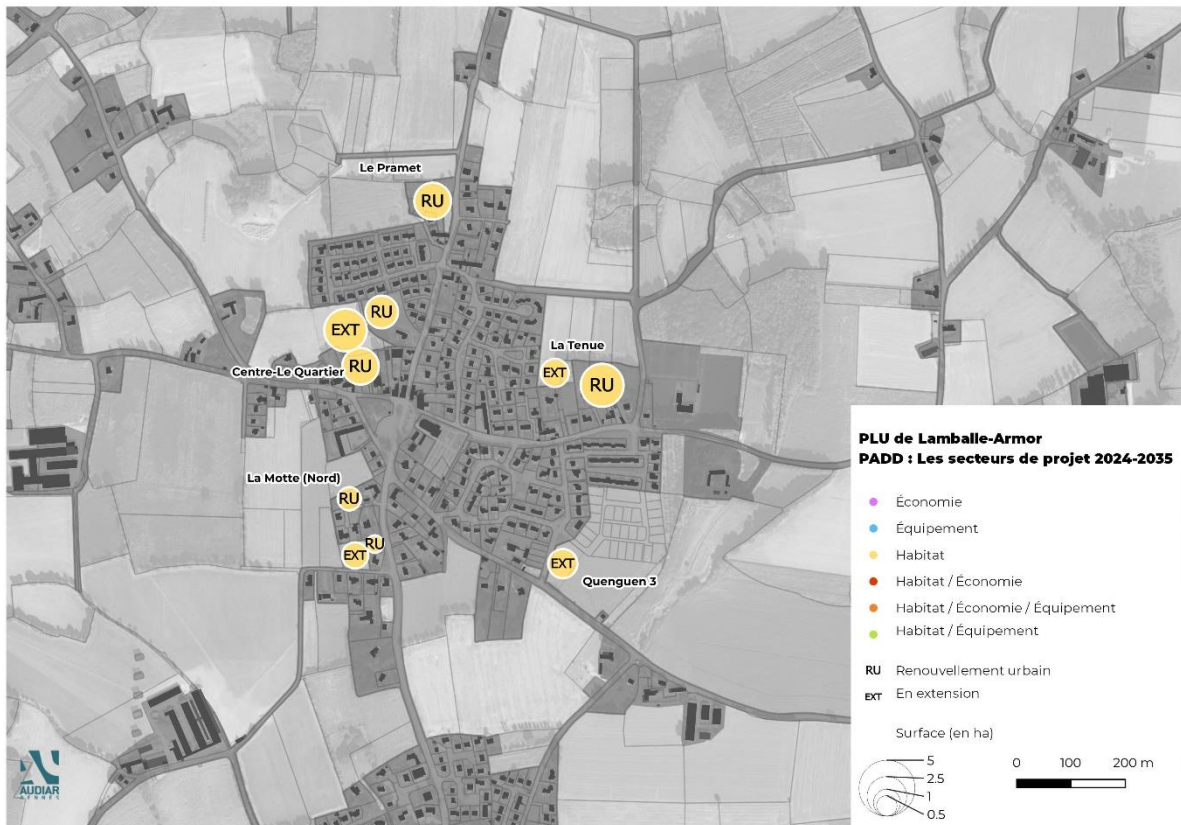 Le Pramet
RU
RU
EXT
RU
Centre-Le Quartier
La Tenue
EXT
RU
La Motte (Nord)
RU
RU
EXT
EXT
Quenguen 3
PLU de Lamballe-Armor
PADD : Les secteurs de projet 2024-2035
Économie
Équipement
Habitat
Habitat / Économie
Habitat / Économie / Équipement
Habitat / Équipement
RU Renouvellement urbain
EXT En extension
Surface (en ha)
5
2.5
1
0.5
0 100 200 m
AUDIAR
RENNES